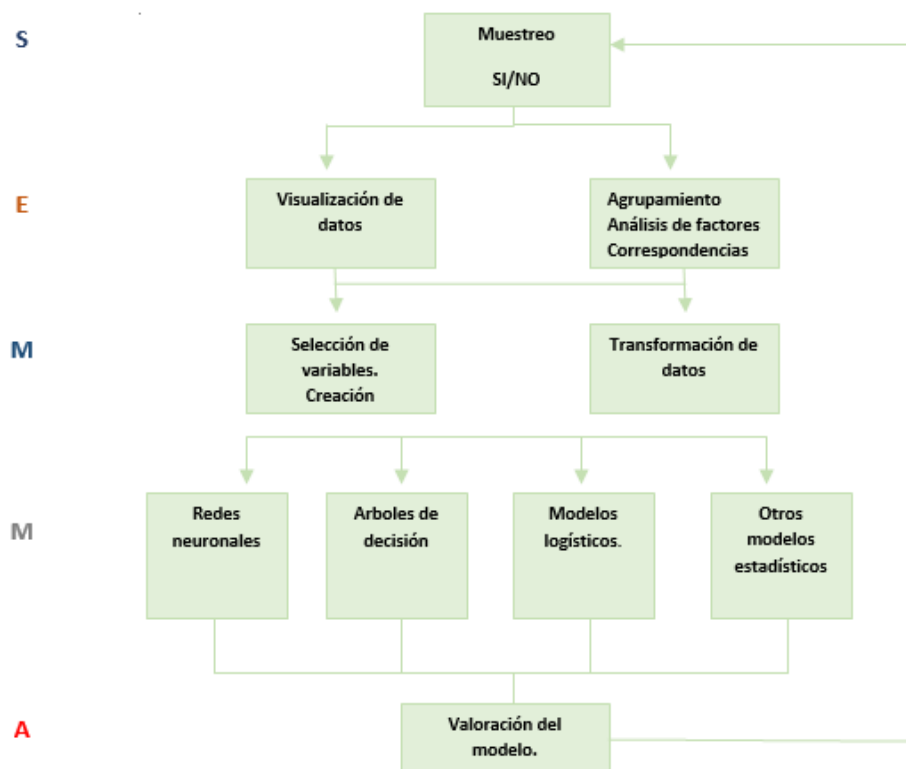 S
Muestreo
SI/NO
E
Visualización de
datos
Agrupamiento
Análisis de factores
Correspondencias
M
Selección de
variables.
Creación
Transformación de
datos
M
Redes
neuronales
Arboles de
decisión
Modelos
logísticos.
Otros
modelos
estadísticos
A
Valoración del
modelo.